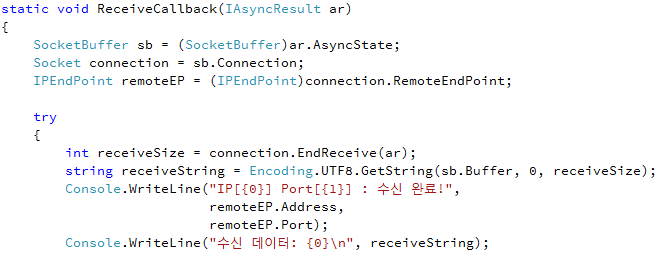 static void ReceiveCallback(IAsyncResult ar)
{
    SocketBuffer sb = (SocketBuffer)ar.AsyncState;
    Socket connection = sb.Connection;
    IPEndPoint remoteEP = (IPEndPoint)connection.RemoteEndPoint;

    try
    {
        int receiveSize = connection.EndReceive(ar);
        string receiveString = Encoding.UTF8.GetString(sb.Buffer, 0, receiveSize);
        Console.WriteLine("IP[{0}] Port[{1}] : 수신 완료!",
                          remoteEP.Address,
                          remoteEP.Port);
        Console.WriteLine("수신 데이터: {0}\n", receiveString);